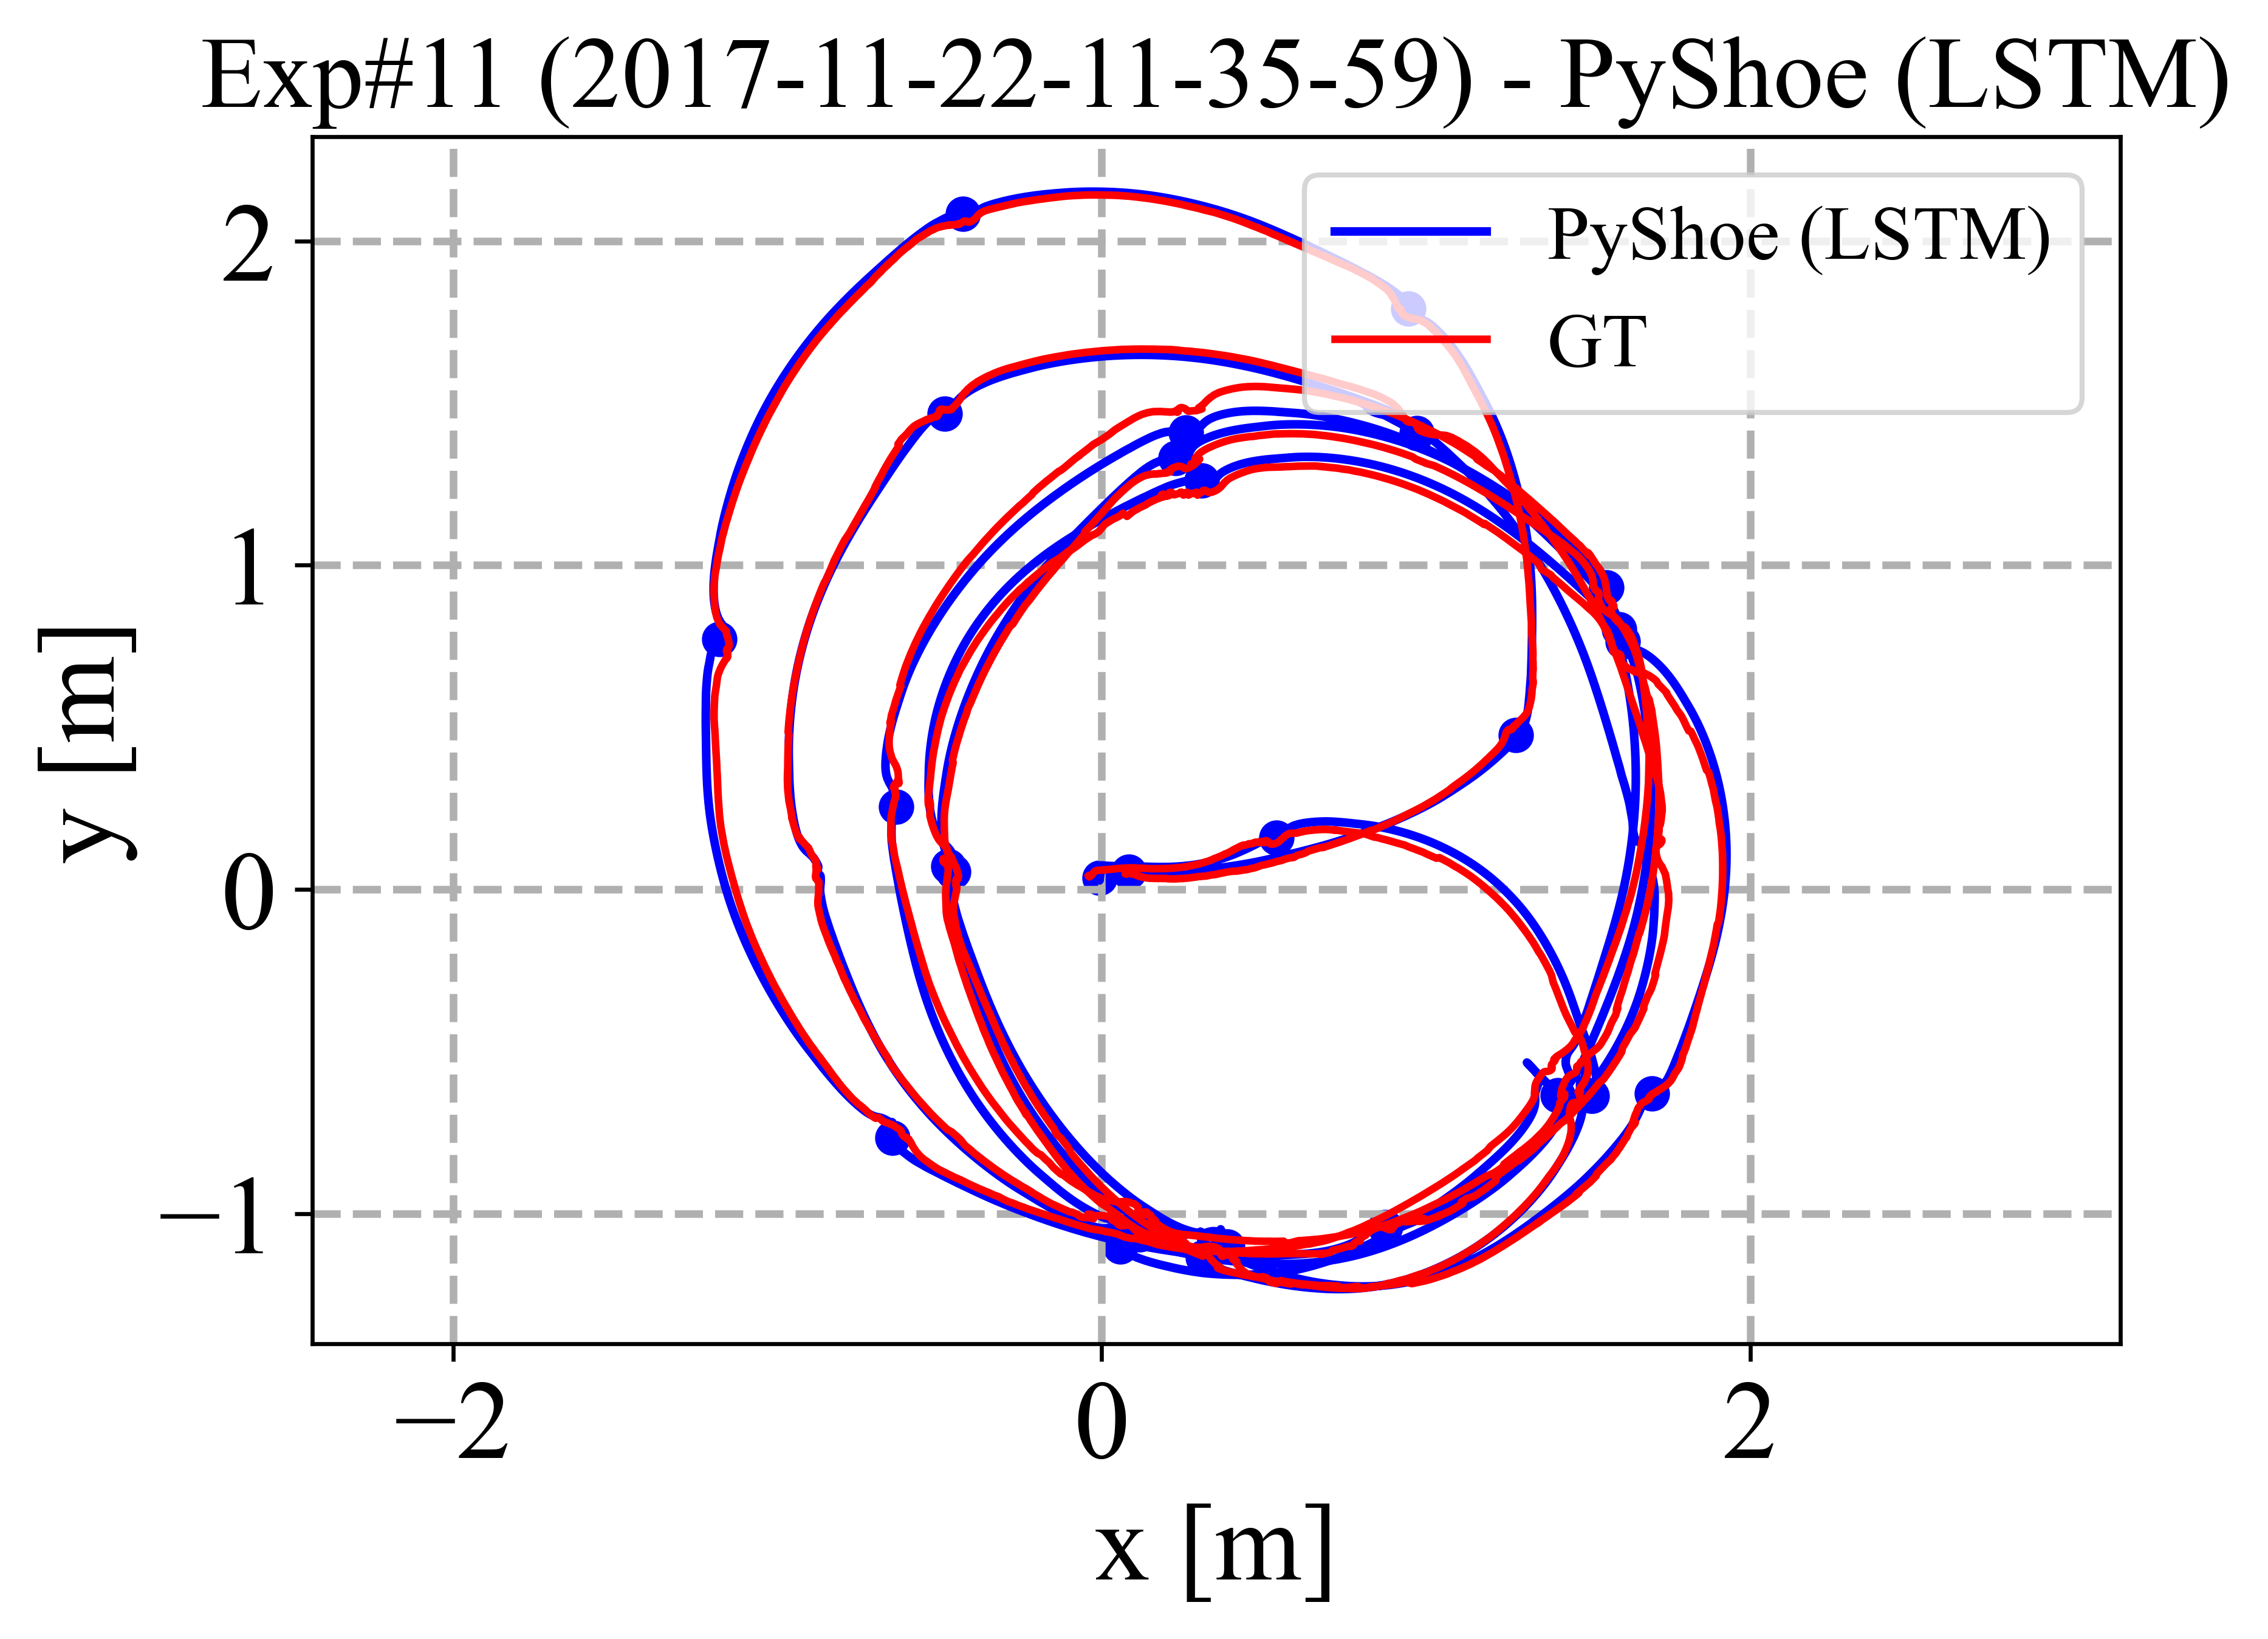 Exp#11 (2017-11-22-11-35-59)) - PyShoe (LSTM)
PyShoe (LSTM)
GT
2
1
0
−1
y [m]
−2
0
2
x [m]